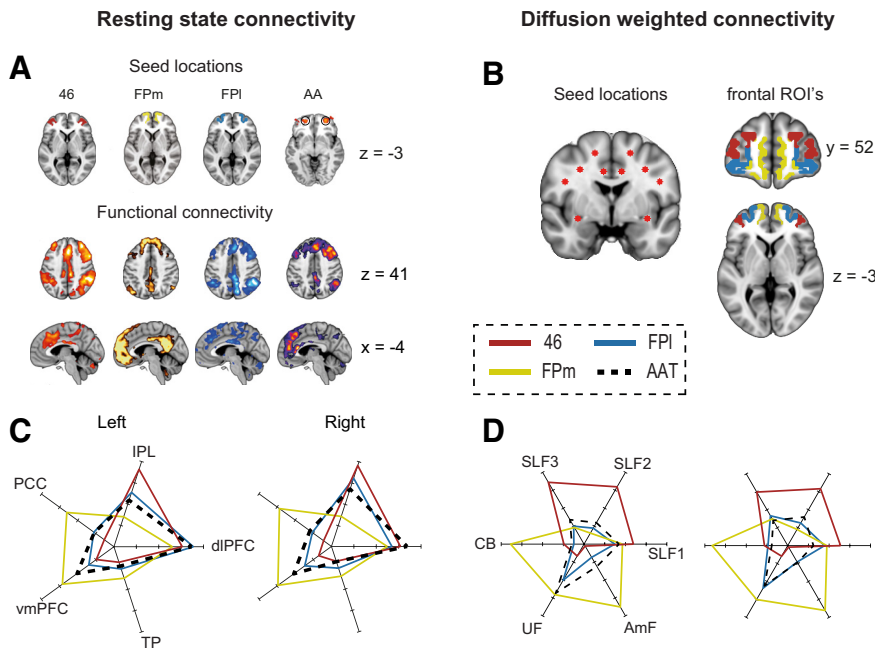 Resting state connectivity
Diffusion weighted connectivity
A
Seed locations
46 FPm FPl AA
z = -3
Functional connectivity
z = 41
x = -4
B
Seed locations
frontal ROI's
y = 52
z = -3
46 FPl
FPm AAT
C
Left
Right
IPL
PCC
dlPFC
vmPFC
TP
D
SLF3 SLF2
CB
SLF1
UF AmF